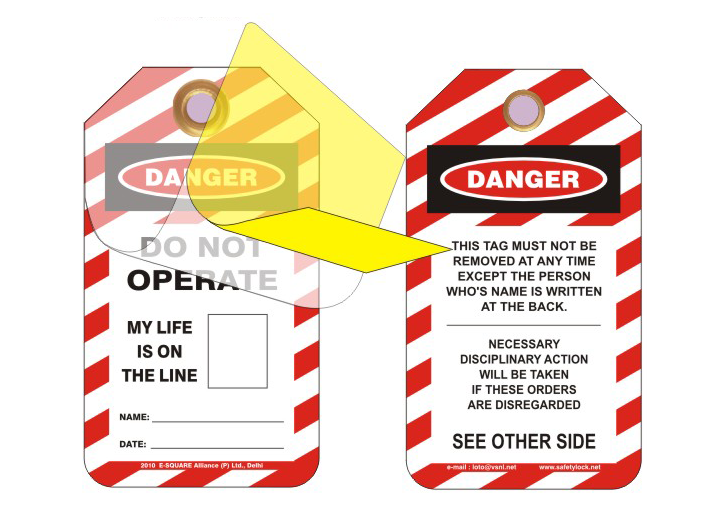 DANGER
DO NOT
OPERATE
MY LIFE
IS ON
THE LINE
NAME:
DATE:
2010 E-SQUARE Alliance (P) Ltd., Delhi
DANGER
THIS TAG MUST NOT BE
REMOVED AT ANY TIME
EXCEPT THE PERSON
WHO'S NAME IS WRITTEN
AT THE BACK.
NECESSARY
DISCIPLINARY ACTION
WILL BE TAKEN
IF THESE ORDERS
ARE DISREGARDED
SEE OTHER SIDE
e-mail : loto@vsnl.net www.safetylock.net